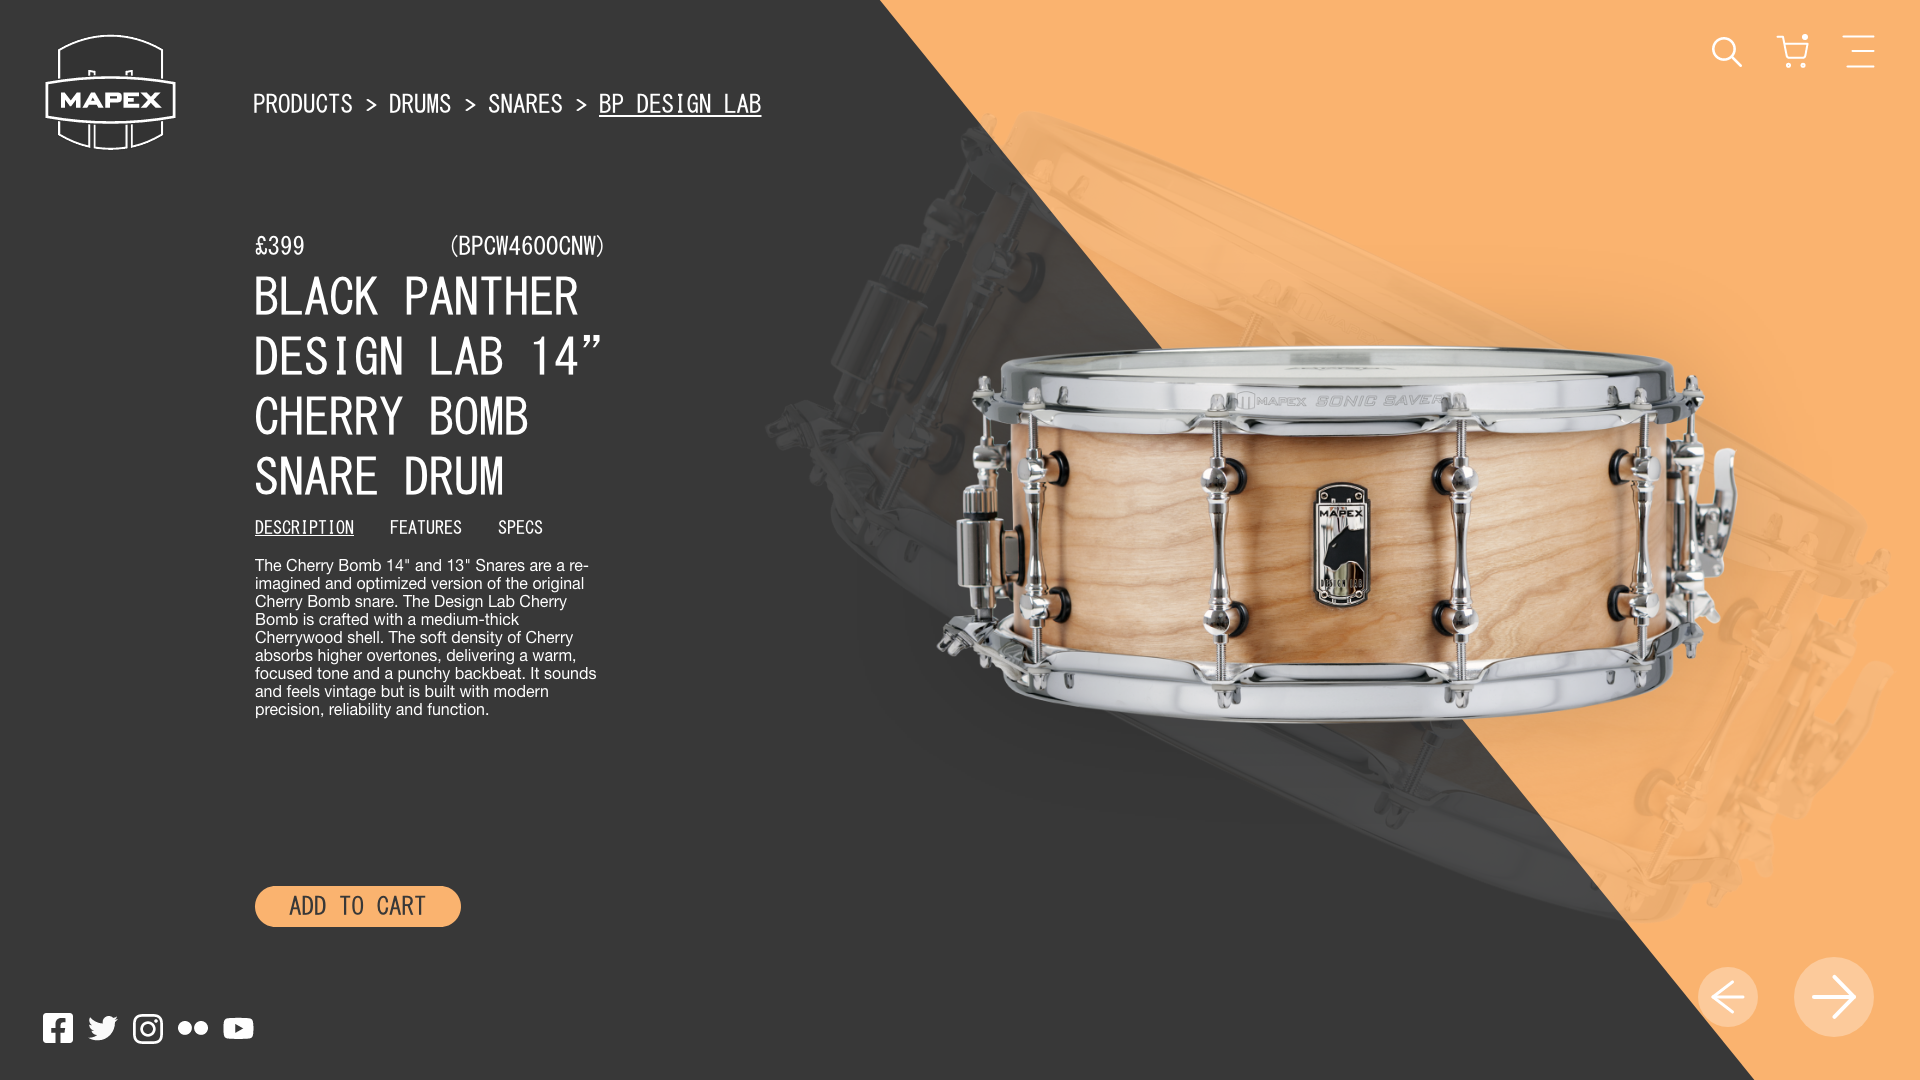 MAPEX
PRODUCTS > DRUMS > SNARES > BP DESIGN LAB
£399 (BPCW4600CNW)
BLACK PANTHER
DESIGN LAB 14”
CHERRY BOMB
SNARE DRUM
DESCRIPTION FEATURES SPECS
The Cherry Bomb 14" and 13" Snares are a re-
imagined and optimized version of the original
Cherry Bomb snare. The Design Lab Cherry
Bomb is crafted with a medium-thick
Cherrywood shell. The soft density of Cherry
absorbs higher overtones, delivering a warm,
focused tone and a punchy backbeat. It sounds
and feels vintage but is built with modern
precision, reliability and function.
ADD TO CART
MAPEX SONIC SAVER
MAPEX
DESIGN LAB